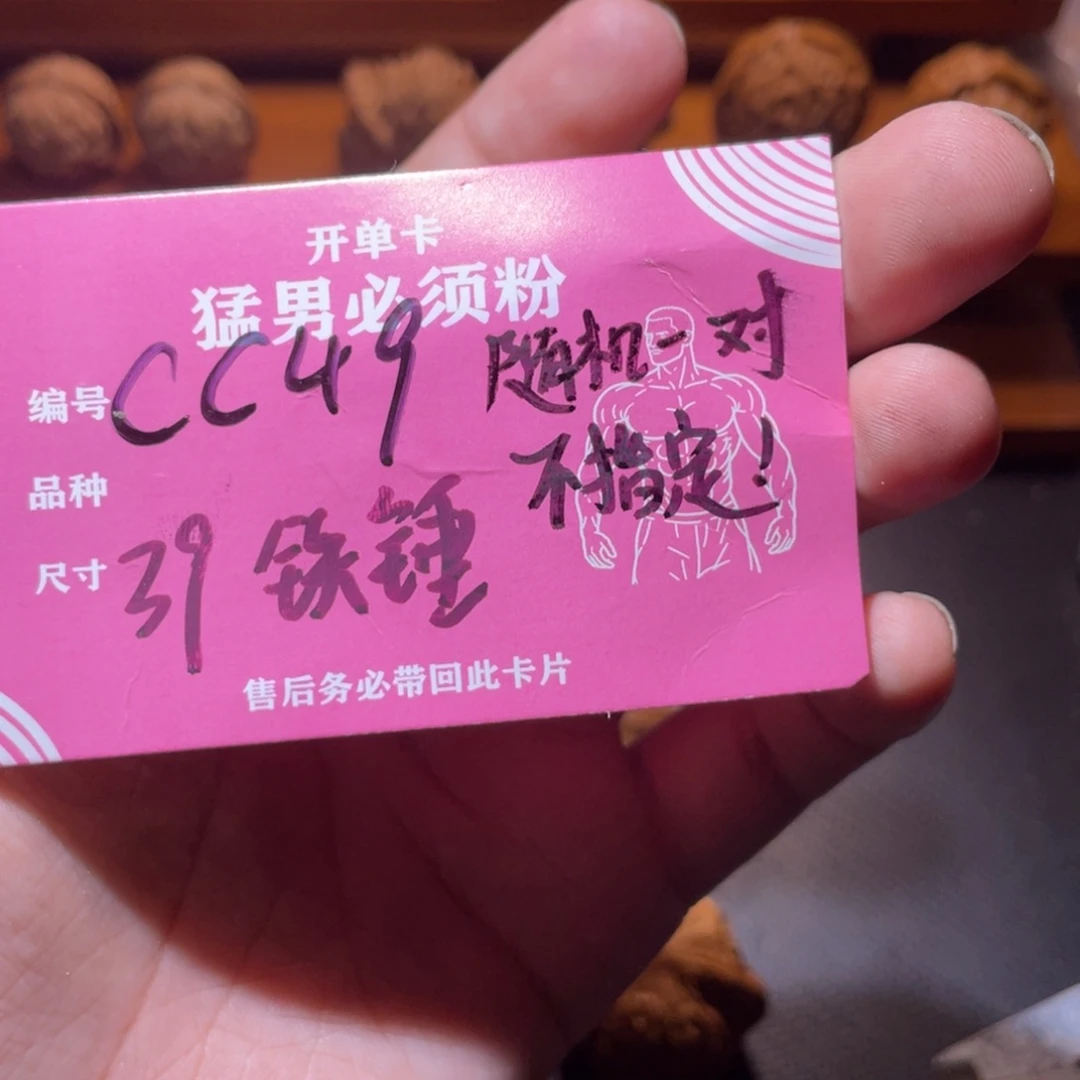 开单卡
猛男必须粉
编号 CC49 随机一对
不指定！
品种
尺寸 39 铁锤
售后务必带回此卡片